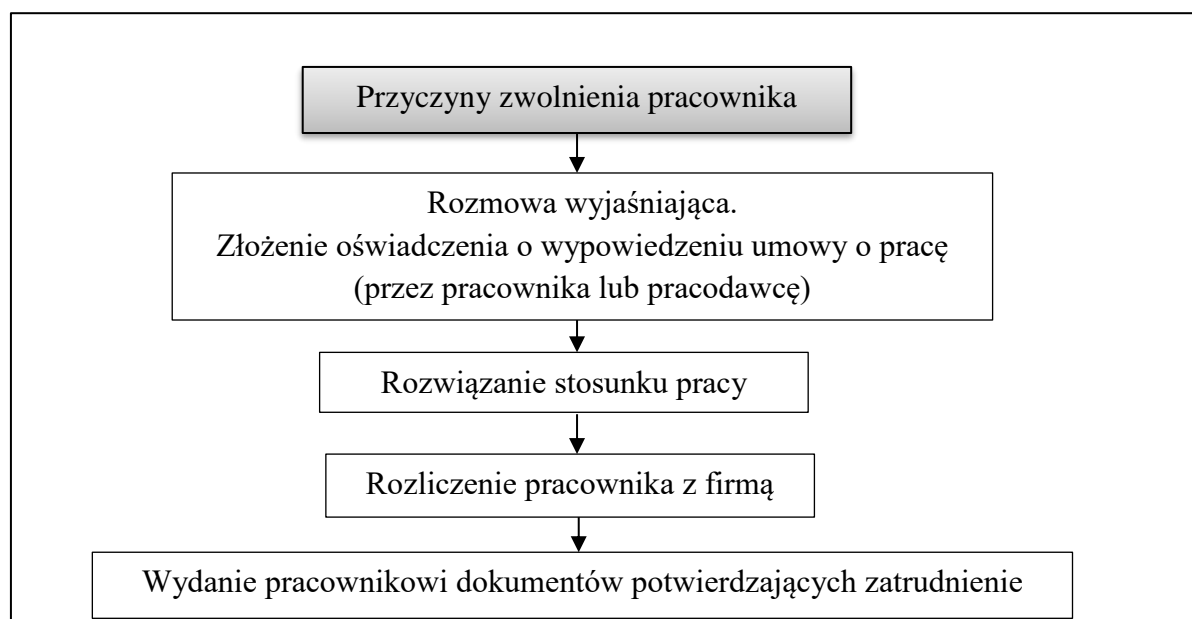 Przyczyny zwolnienia pracownika
Rozmowa wyjaśniająca.
Złożenie oświadczenia o wypowiedzeniu umowy o pracę
(przez pracownika lub pracodawcę)
Rozwiązanie stosunku pracy
Rozliczenie pracownika z firmą
Wydanie pracownikowi dokumentów potwierdzających zatrudnienie